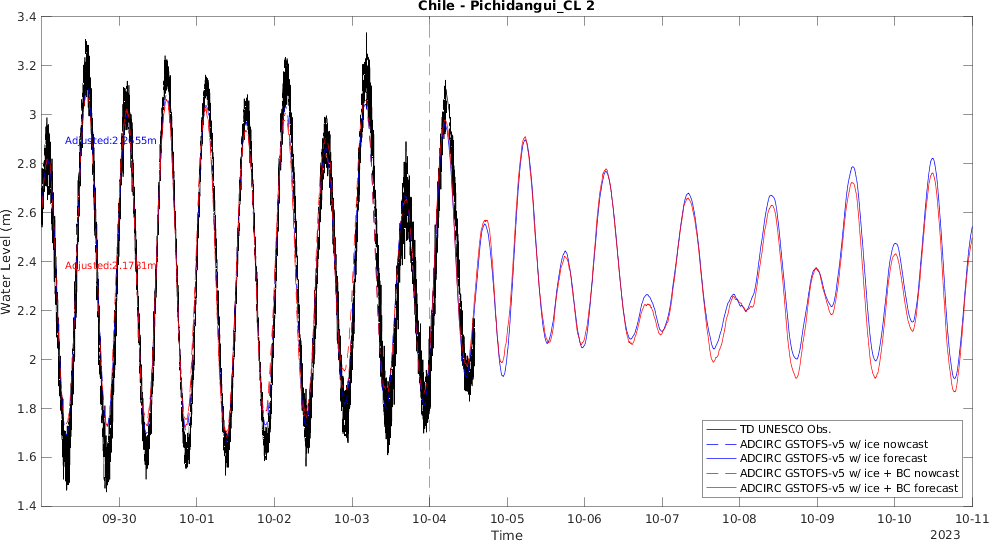 Chile - Pichidangui_CL 2
3.4
3.2
3
2.8
2.6
2.4
2.2
2
1.8
1.6
1.4
Water Level (m)
Adjusted:2.1781m
09-30 10-01 10-02 10-03 10-04 10-05 10-06 10-07 10-08 10-09 10-10 10-11
Time
2023
TD UNESCO Obs.
ADCIRC GSTOFS-v5 w/ ice nowcast
ADCIRC GSTOFS-v5 w/ ice forecast
ADCIRC GSTOFS-v5 w/ ice + BC nowcast
ADCIRC GSTOFS-v5 w/ ice + BC forecast